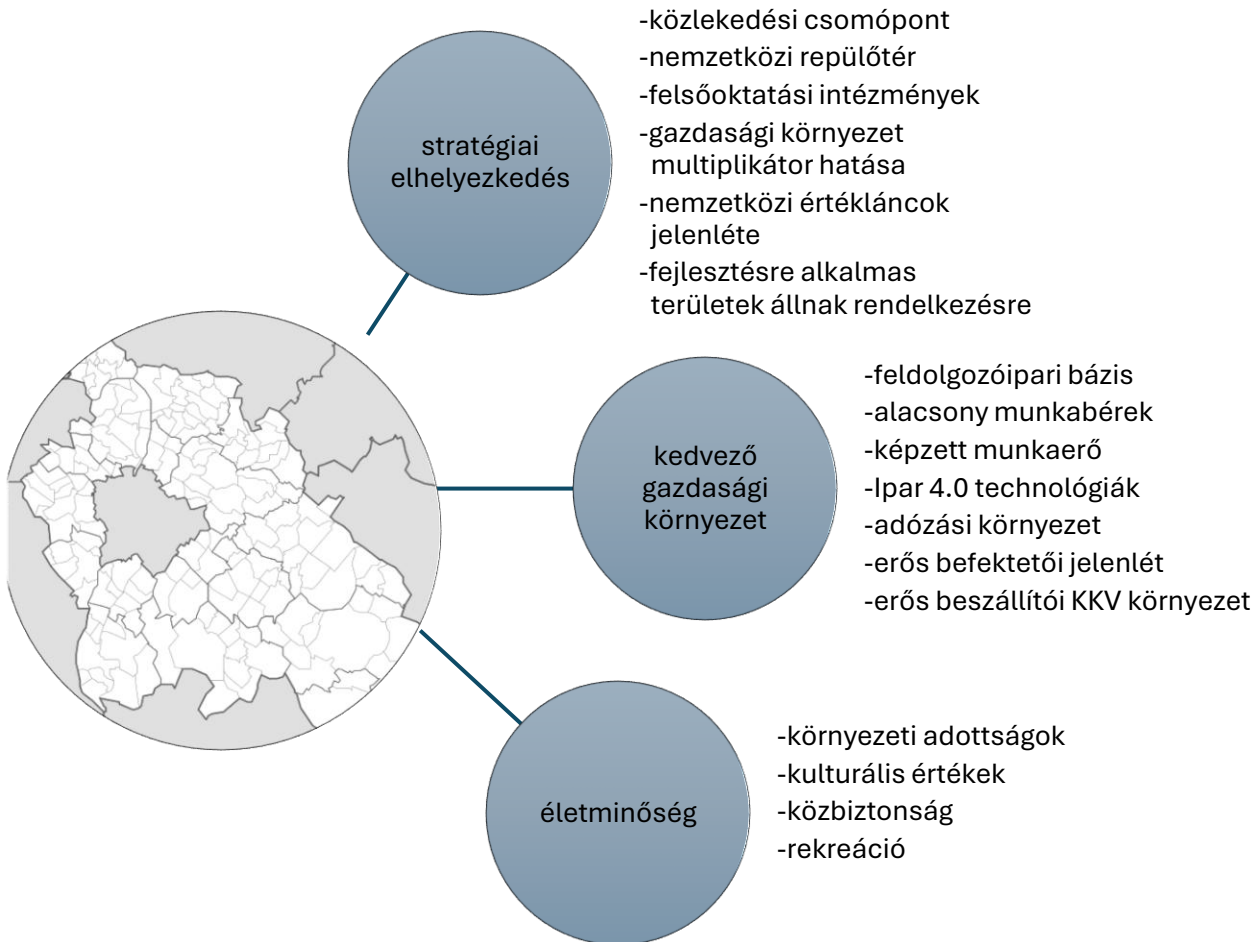 -közlekedési csomópont
-nemzetközi repülőtér
-felsőoktatási intézmények
-gazdasági környezet
multiplikátor hatása
-nemzetközi értékláncok
jelenléte
-fejlesztésre alkalmas
területek állnak rendelkezésre
stratégiai
elhelyezkedés
-feldolgozóipari bázis
-alacsony munkabérek
-képzett munkaerő
-Ipar 4.0 technológiák
-adózási környezet
-erős befektetői jelenlét
-erős beszállítói KKV környezet
kedvező
gazdasági
környezet
-környezeti adottságok
-kulturális értékek
-közbiztonság
-rekreáció
életminőség